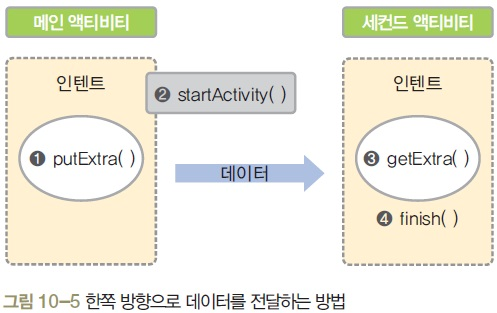 메인 액티비티
세컨드 액티비티
인텐트
❷ startActivity( )
인텐트
❶ putExtra( )
데이터
❸ getExtra( )
❹ finish( )
그림 10-5 한쪽 방향으로 데이터를 전달하는 방법